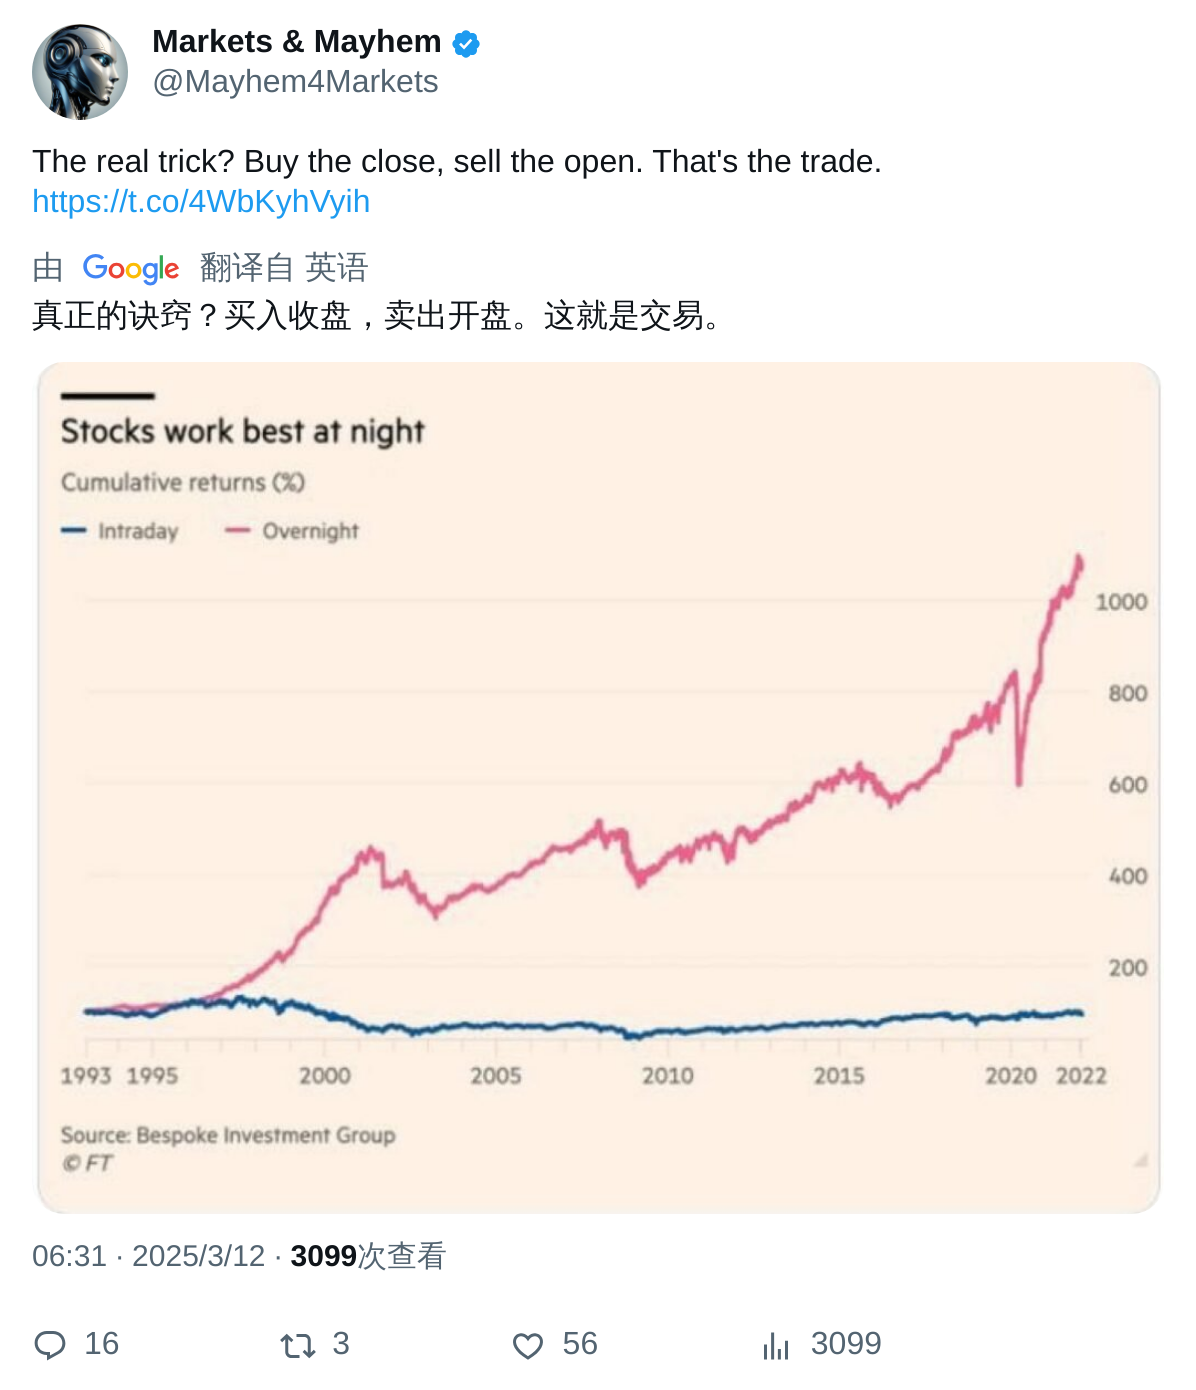 Markets & Mayhem
@Mayhem4Markets
The real trick? Buy the close, sell the open. That's the trade.
https://t.co/4WbKyhVyih
由 Google 翻译自 英语
真正的诀窍？买入收盘，卖出开盘。这就是交易。
Stocks work best at night
Cumulative returns (%)
Intraday Overnight
1000
800
600
400
200
1993 1995 2000 2005 2010 2015 2020 2022
Source: Bespoke Investment Group
© FT
06:31 · 2025/3/12 · 3099次查看
16 3 56 3099